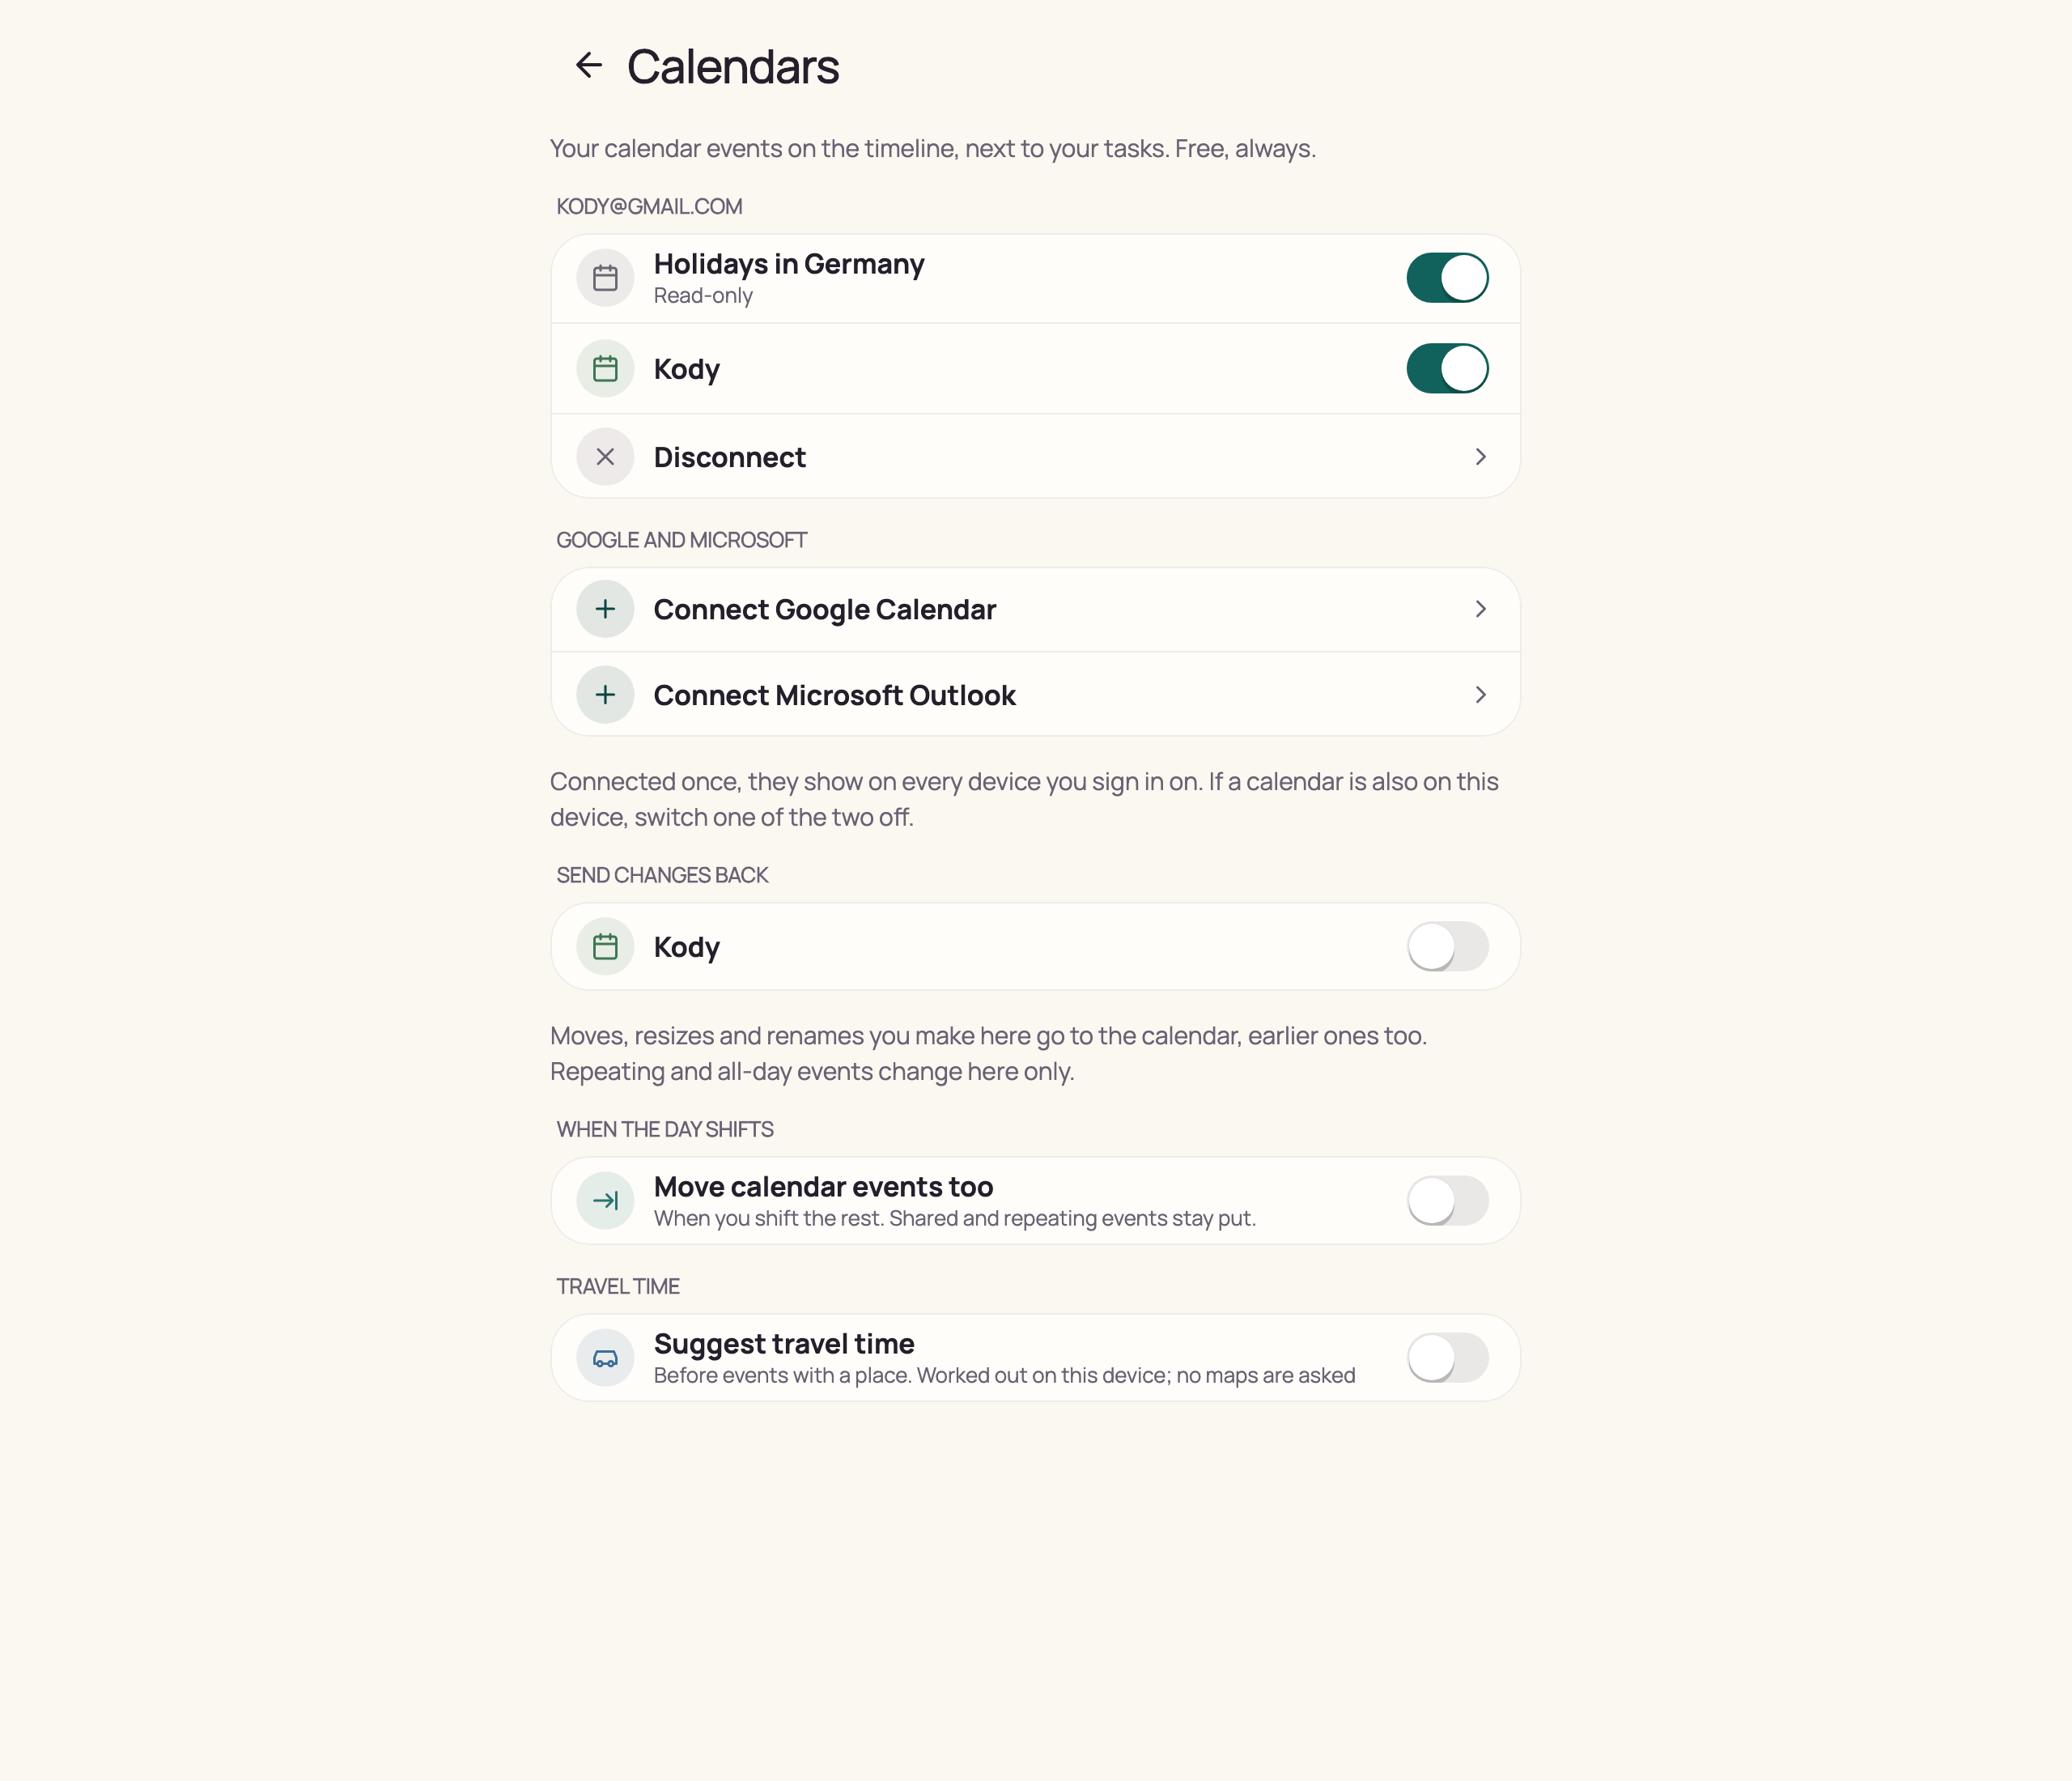 Calendars
Your calendar events on the timeline, next to your tasks. Free, always.
KODY@GMAIL.COM
Holidays in Germany
Read-only
Kody
Disconnect
GOOGLE AND MICROSOFT
Connect Google Calendar
Connect Microsoft Outlook
Connected once, they show on every device you sign in on. If a calendar is also on this
device, switch one of the two off.
SEND CHANGES BACK
Kody
Moves, resizes and renames you make here go to the calendar, earlier ones too.
Repeating and all-day events change here only.
WHEN THE DAY SHIFTS
Move calendar events too
When you shift the rest. Shared and repeating events stay put.
TRAVEL TIME
Suggest travel time
Before events with a place. Worked out on this device; no maps are asked